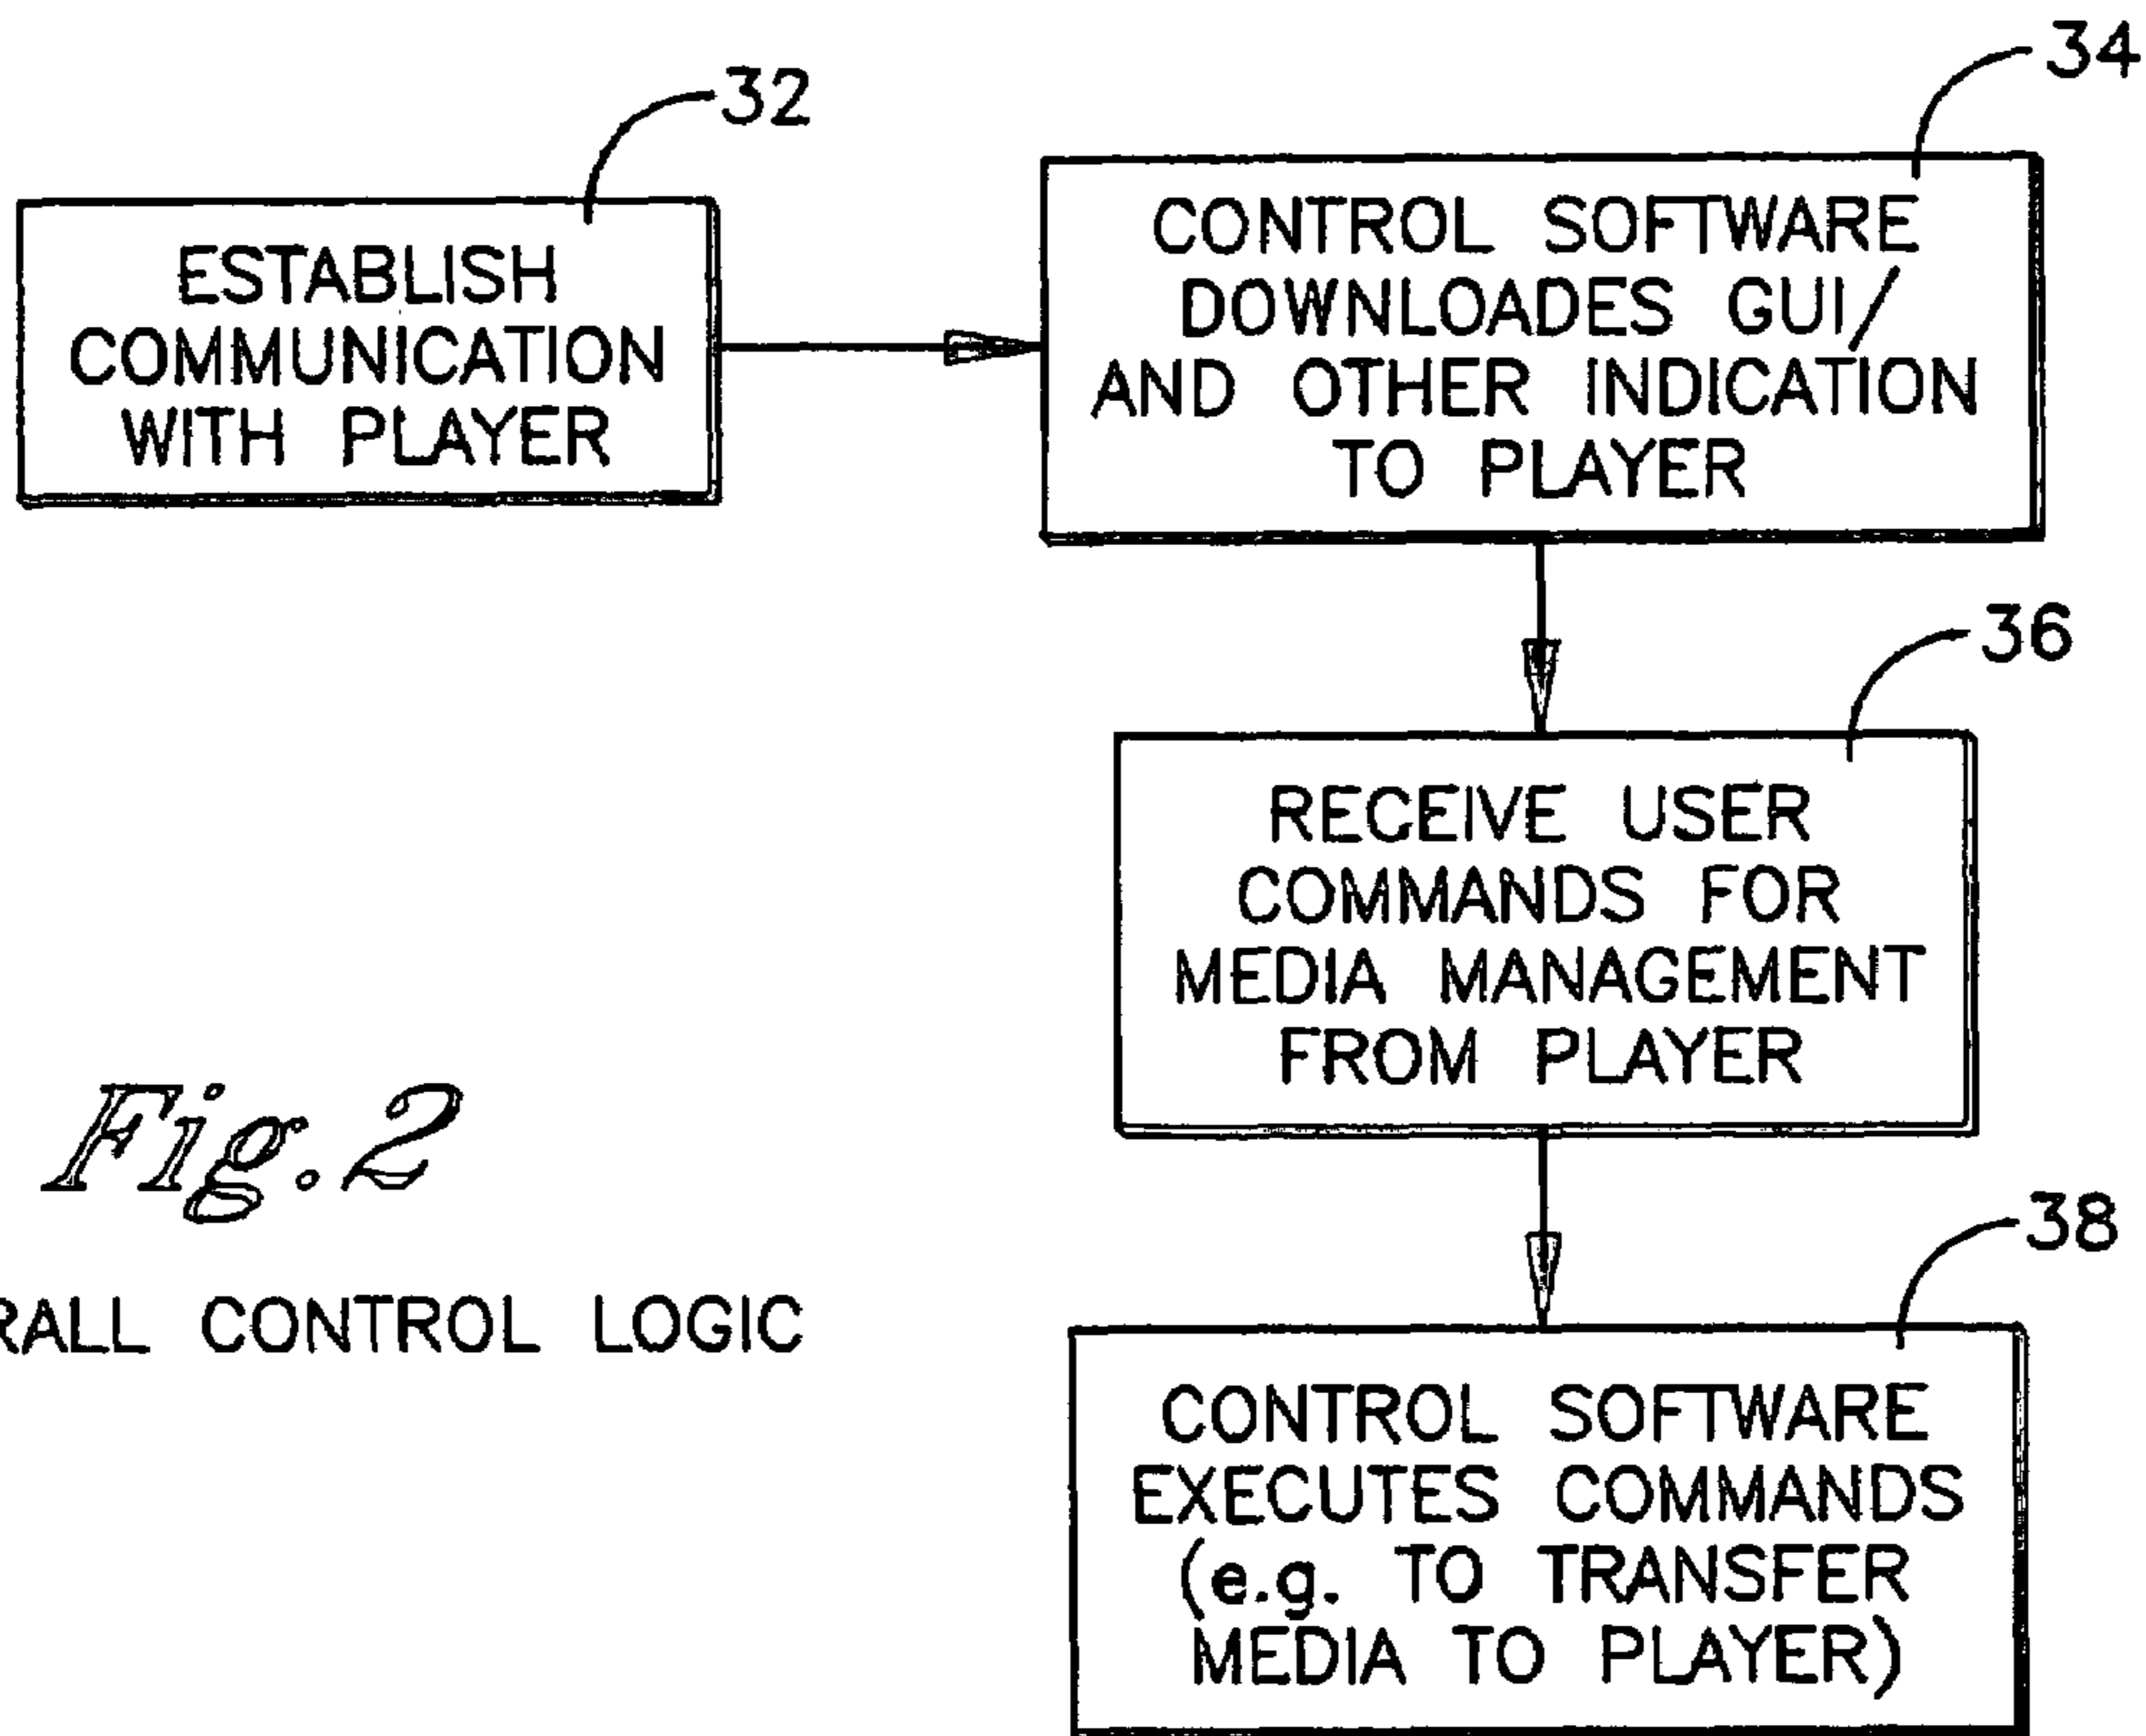 32
ESTABLISH
COMMUNICATION
WITH PLAYER
34
CONTROL SOFTWARE
DOWNLOADES GUI/
AND OTHER INDICATION
TO PLAYER
36
RECEIVE USER
COMMANDS FOR
MEDIA MANAGEMENT
FROM PLAYER
38
CONTROL SOFTWARE
EXECUTES COMMANDS
(e.g. TO TRANSFER
MEDIA TO PLAYER)
Fig.2
CONTROL LOGIC